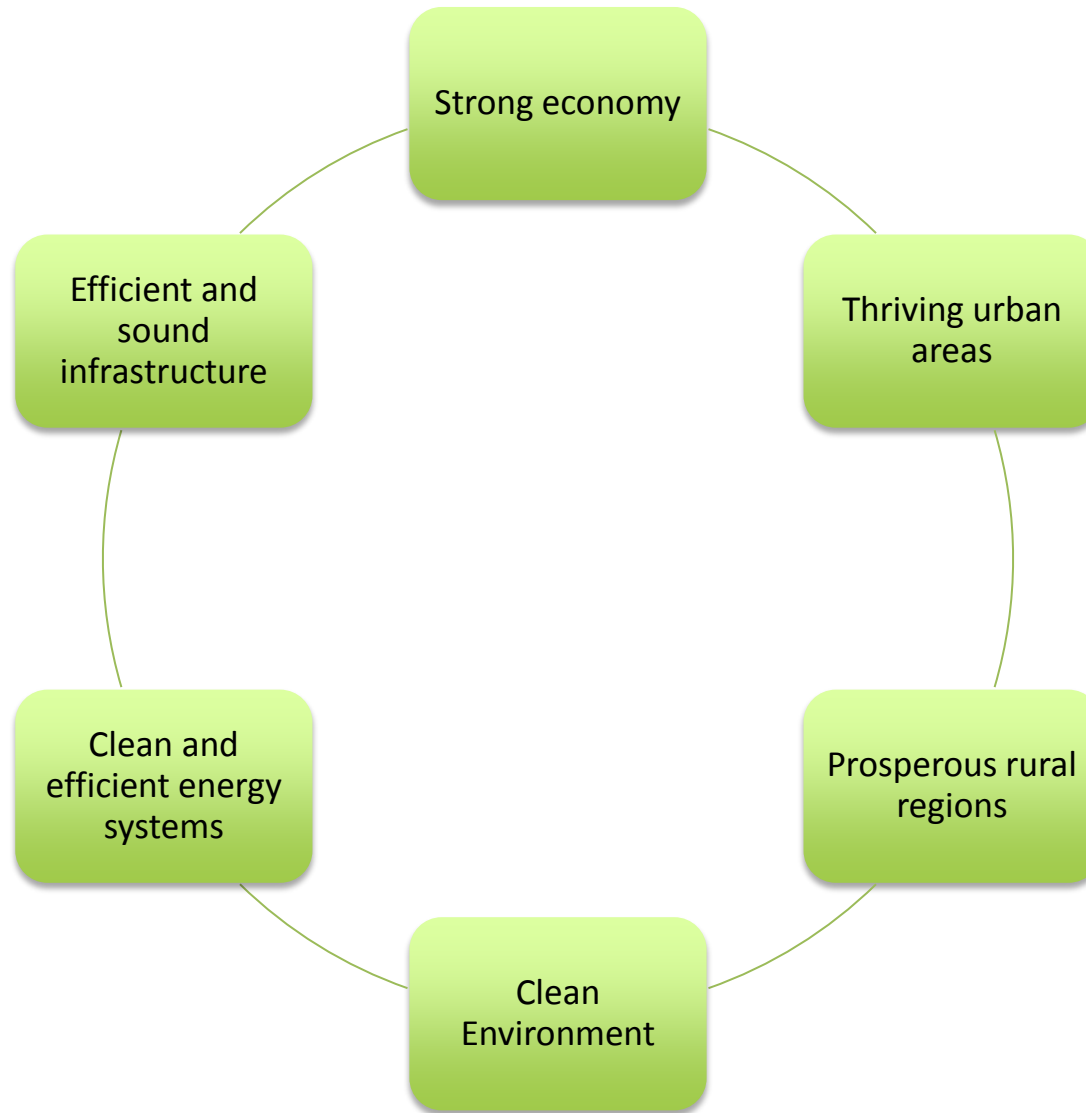 Strong economy
Thriving urban
areas
Prosperous rural
regions
Clean
Environment
Clean and
efficient energy
systems
Efficient and
sound
infrastructure